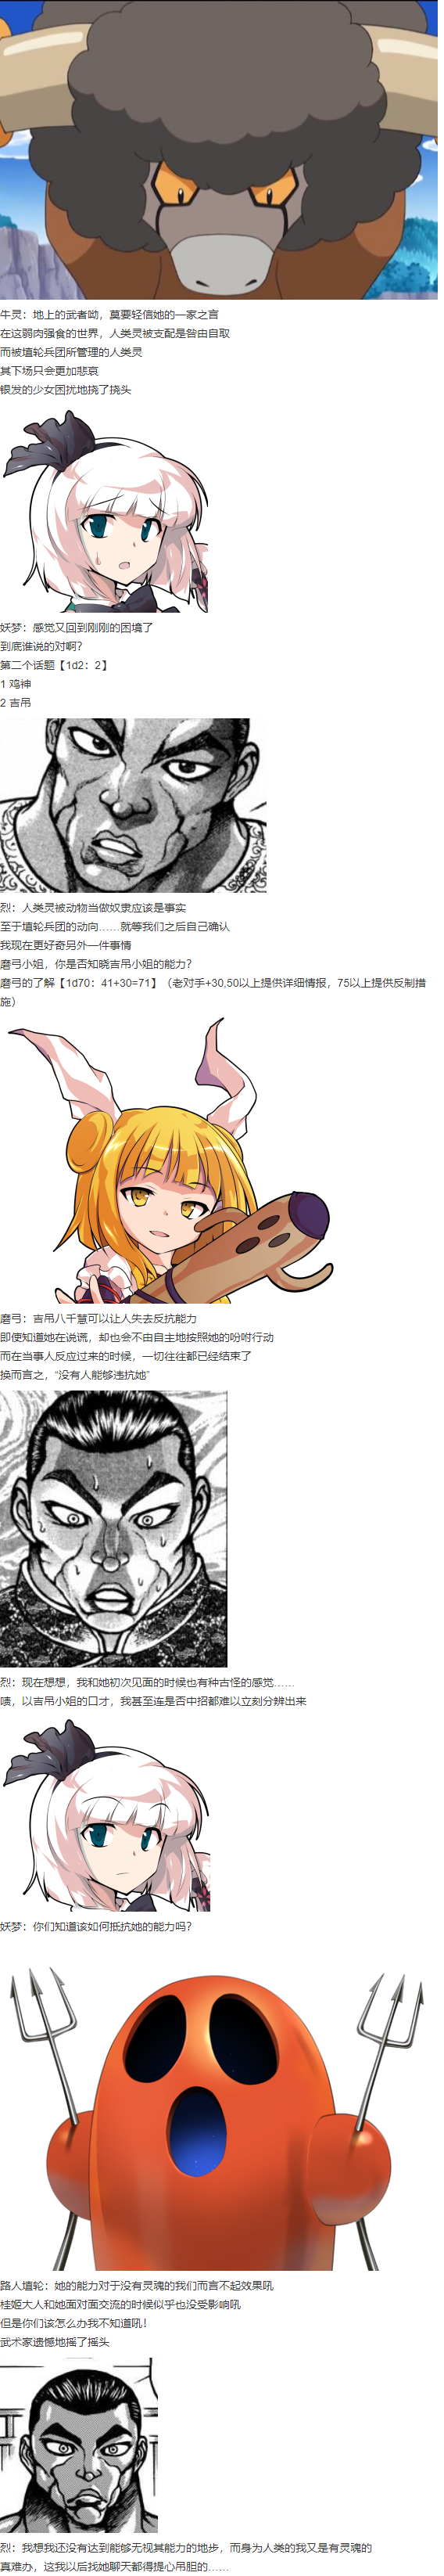 牛灵：地上的武者呦，莫要轻信她的一家之言
在这弱肉强食的世界，人类灵被支配是咎由自取
而被埴轮兵团所管理的人类灵
其下场只会更加悲哀
银发的少女困扰地挠了挠头
妖梦：感觉又回到刚刚的困境了
到底谁说的对啊？
第二个话题【1d2：2】
1 鸡神
2 吉吊
烈：人类灵被动物当做奴隶应该是事实
至于埴轮兵团的动向……就等我们之后自己确认
我现在更好奇另外一件事情
磨弓小姐，你是否知晓吉吊小姐的能力？
磨弓的了解【1d70：41+30=71】（老对手+30,50以上提供详细情报，75以上提供反制措
施）
磨弓：吉吊八千慧可以让人失去反抗能力
即便知道她在说谎，却也会不由自主地按照她的吩咐行动
而在当事人反应过来的时候，一切往往都已经结束了
换而言之，“没有人能够违抗她”
烈：现在想想，我和她初次见面的时候也有种古怪的感觉……
啧，以吉吊小姐的口才，我甚至连是否中招都难以立刻分辨出来
妖梦：你们知道该如何抵抗她的能力吗？
路人埴轮：她的能力对于没有灵魂的我们而言不起效果吼
桂姬大人和她面对面交流的时候似乎也没受影响吼
但是你们该怎么办我不知道吼！
武术家遗憾地摇了摇头
烈：我想我还没有达到能够无视其能力的地步，而身为人类的我又是有灵魂的
真难办，这我以后找她聊天都得提心吊胆的……